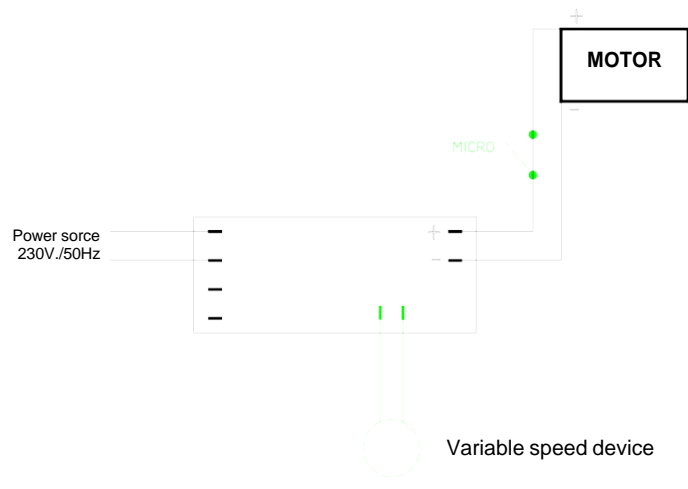 +
MOTOR
-
MICRO
Power sorce
230V./50Hz
+
-
Variable speed device